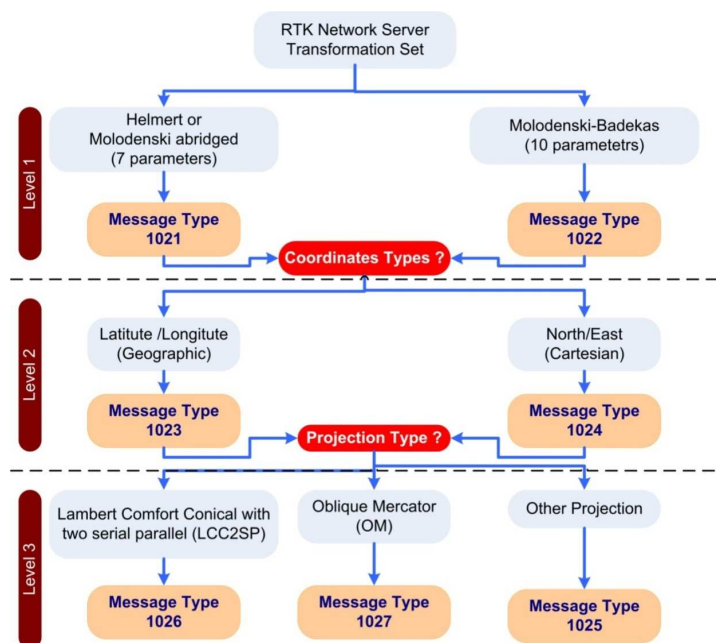 RTK Network Server
Transformation Set
Level 1
Helmert or
Molodenski abridged
(7 parameters)
Molodenski-Badekas
(10 parametetrs)
Message Type
1021
Message Type
1022
Coordinates Types ?
Level 2
Latitute /Longitute
(Geographic)
North/East
(Cartesian)
Message Type
1023
Message Type
1024
Projection Type ?
Level 3
Lambert Comfort Conical with
two serial parallel (LCC2SP)
Oblique Mercator
(OM)
Other Projection
Message Type
1026
Message Type
1027
Message Type
1025